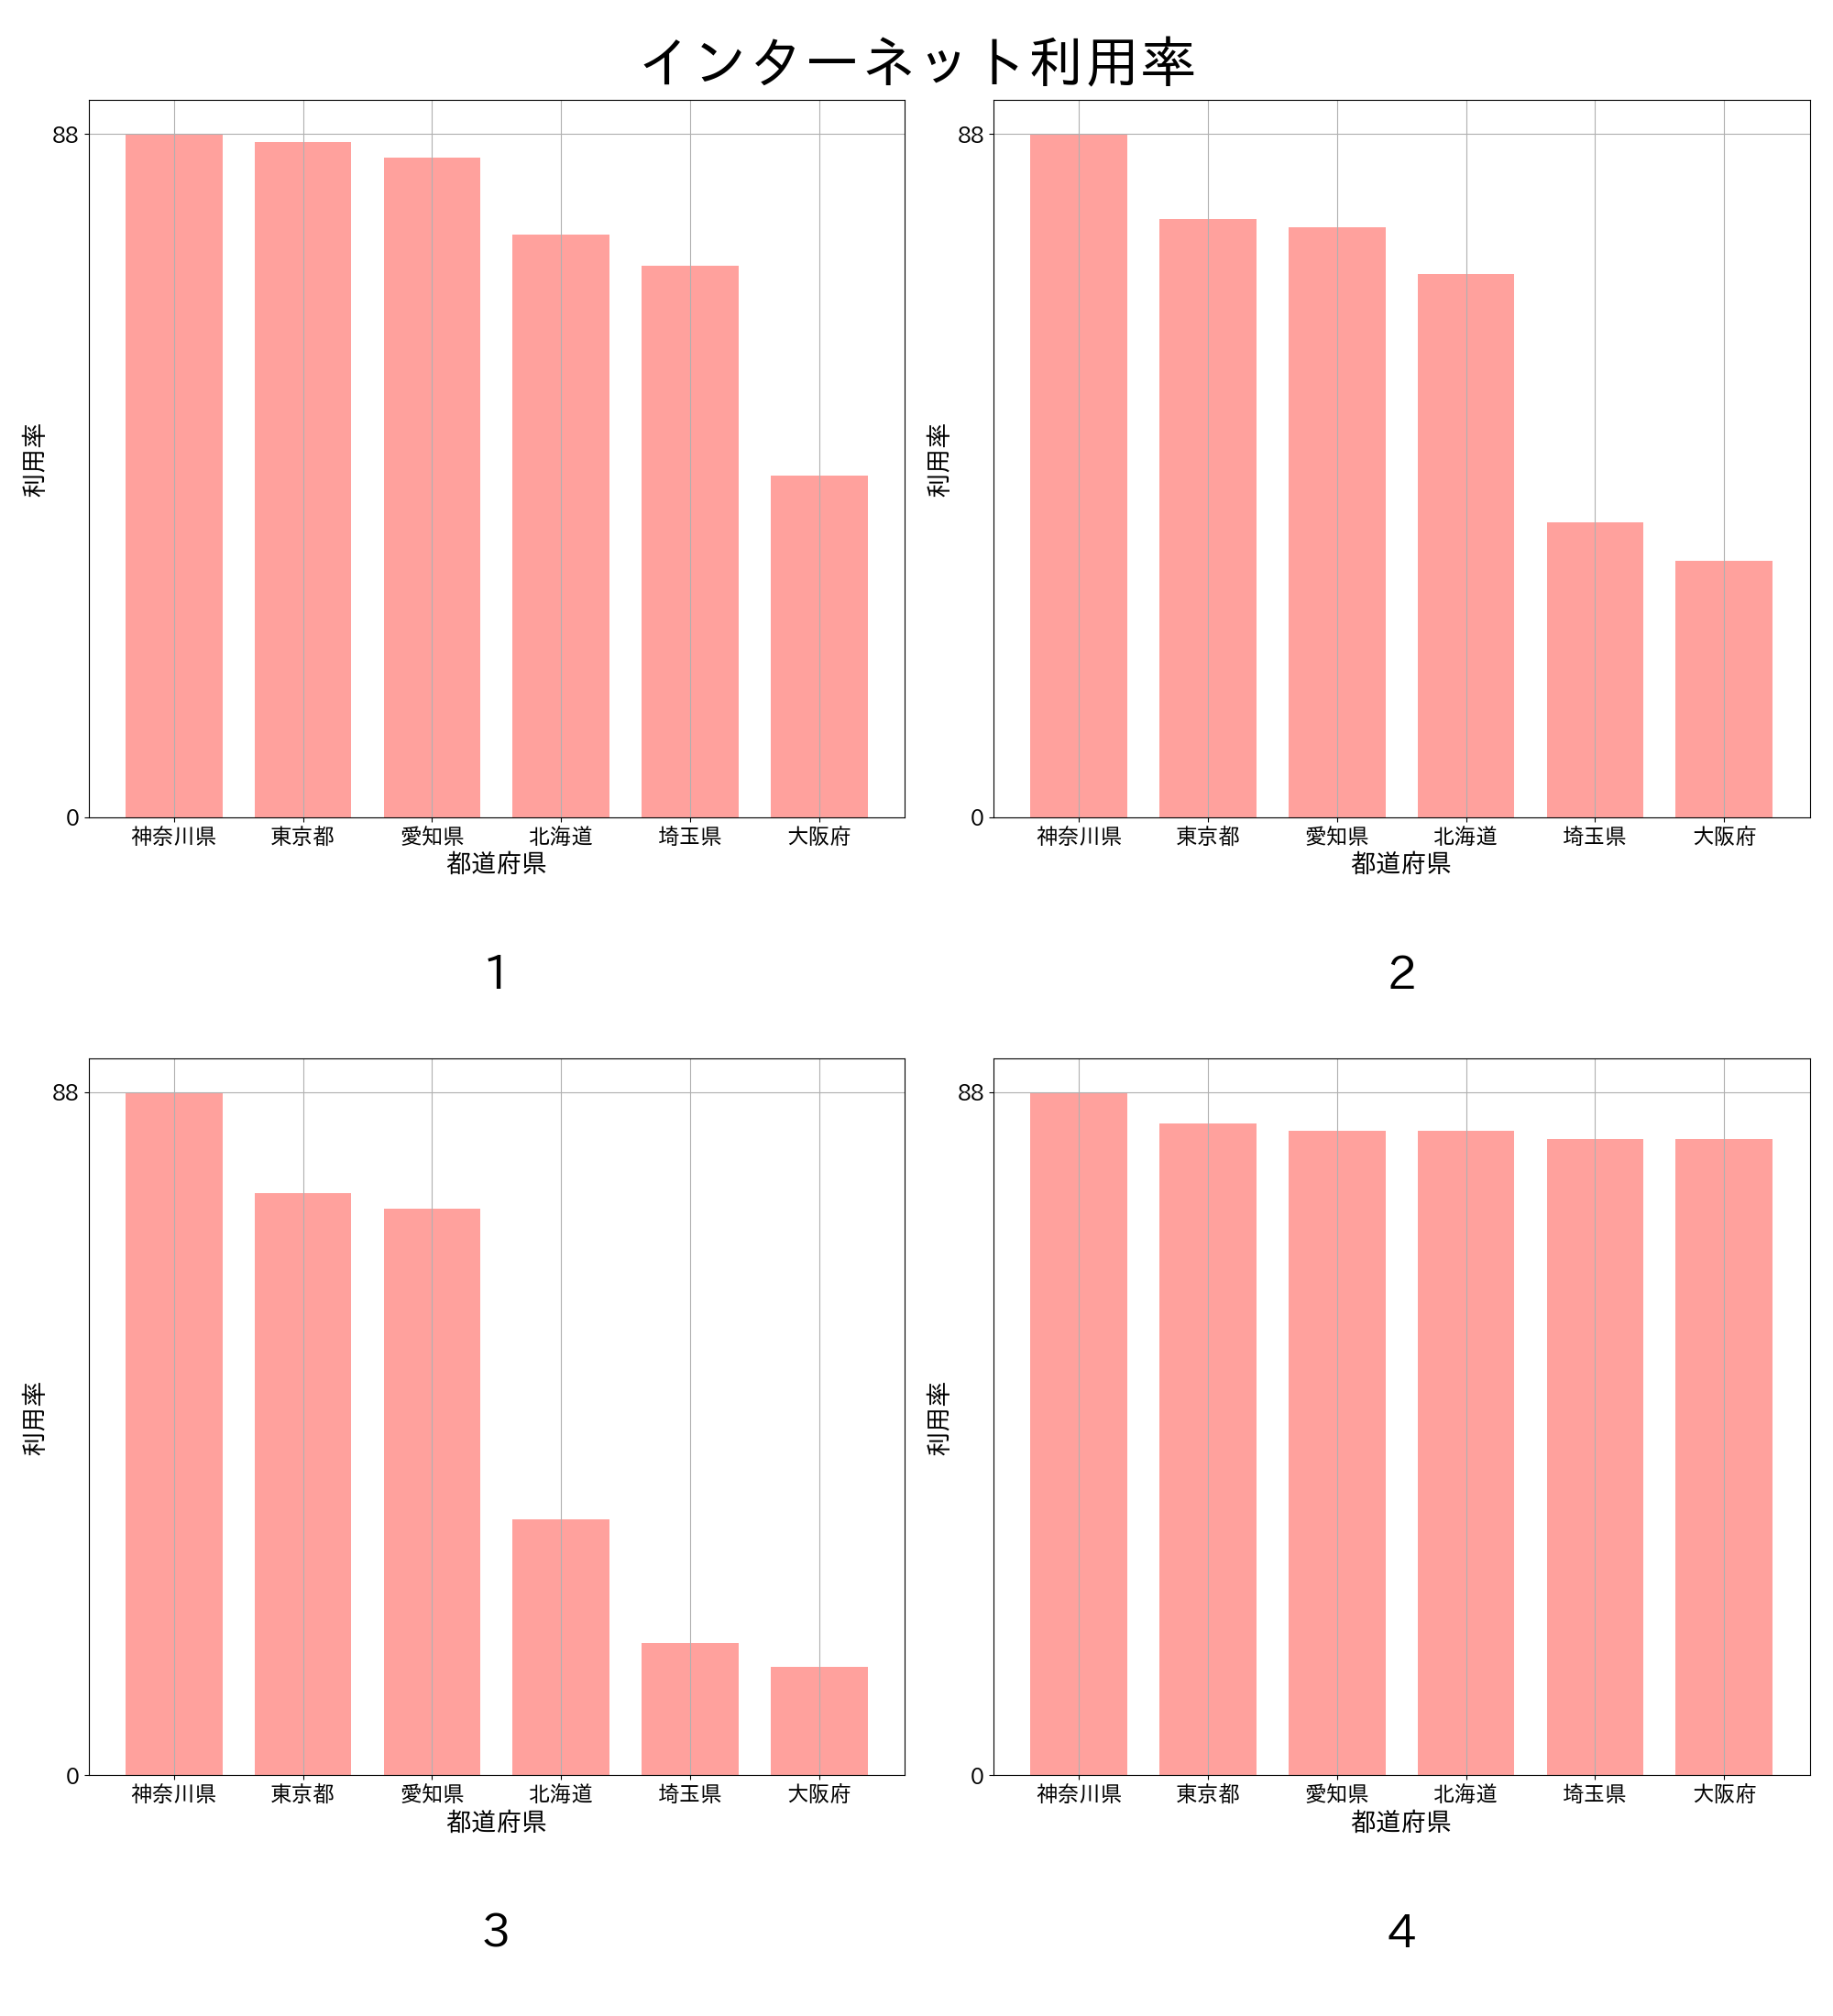 インターネット利用率
88
0
利用率
神奈川県 東京都 愛知県 北海道 埼玉県 大阪府
都道府県
1
88
0
利用率
神奈川県 東京都 愛知県 北海道 埼玉県 大阪府
都道府県
2
88
0
利用率
神奈川県 東京都 愛知県 北海道 埼玉県 大阪府
都道府県
3
88
0
利用率
神奈川県 東京都 愛知県 北海道 埼玉県 大阪府
都道府県
4